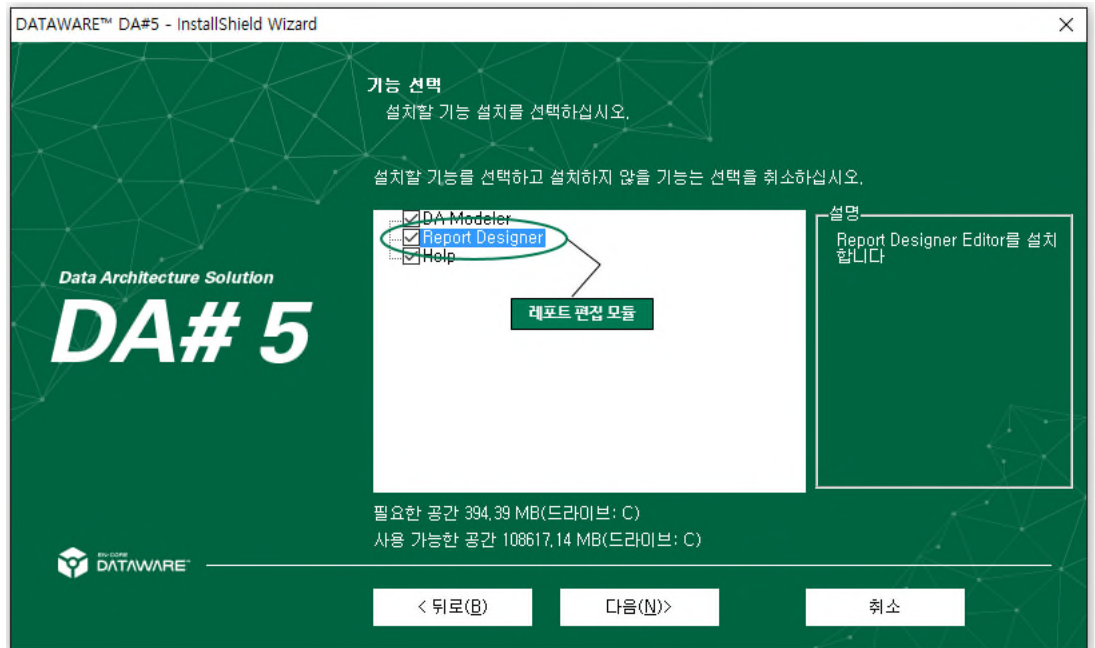 DATAWARE™ DA#5 - InstallShield Wizard
기능 선택
설치할 기능 설치를 선택하십시오.
설치할 기능를 선택하고 설치하지 않을 기능는 선택을 취소하십시오.
DA Modeler
Report Designer
Help
레포트 편집 모듈
설명
Report Designer Editor를 설치
합니다
Data Architecture Solution
DA# 5
필요한 공간 394,39 MB(드라이브: C)
사용 가능한 공간 108617,14 MB(드라이브: C)
EN-CORE
DATAWARE™
< 뒤로(B)
다음(N)>
취소